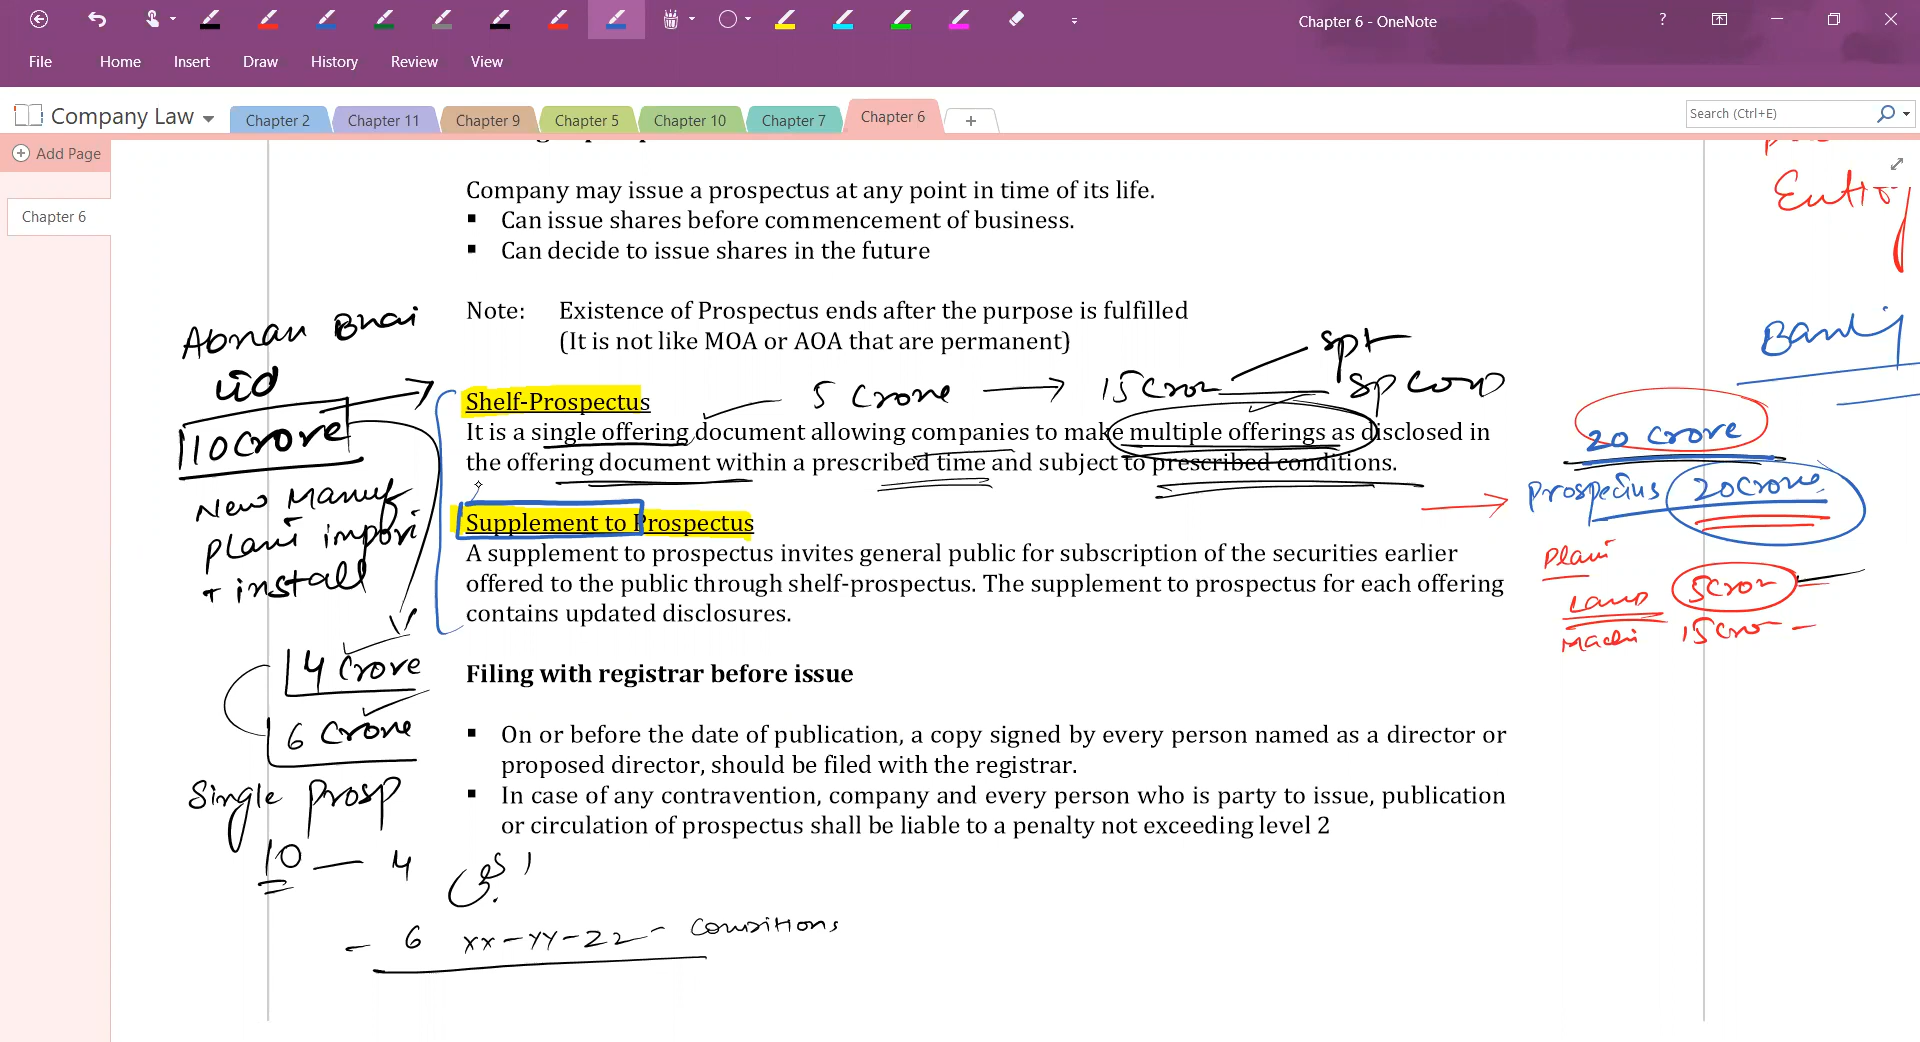 Chapter 6 - OneNote
?
File Home Insert Draw History Review View
Company Law
Chapter 2 Chapter 11 Chapter 9 Chapter 5 Chapter 10 Chapter 7 Chapter 6 +
Search (Ctrl+E)
Add Page
Chapter 6
Company may issue a prospectus at any point in time of its life.
▪ Can issue shares before commencement of business.
▪ Can decide to issue shares in the future
Note: Existence of Prospectus ends after the purpose is fulfilled
(It is not like MOA or AOA that are permanent)
Shelf-Prospectus
It is a single offering document allowing companies to make multiple offerings as disclosed in
the offering document within a prescribed time and subject to prescribed conditions.
Supplement to Prospectus
A supplement to prospectus invites general public for subscription of the securities earlier
offered to the public through shelf-prospectus. The supplement to prospectus for each offering
contains updated disclosures.
Filing with registrar before issue
▪ On or before the date of publication, a copy signed by every person named as a director or
proposed director, should be filed with the registrar.
▪ In case of any contravention, company and every person who is party to issue, publication
or circulation of prospectus shall be liable to a penalty not exceeding level 2
Adnan Bhai
Ltd
10 crore
New Manuf
Plant import
+ install
4 Crore
6 Crore
Single Prosp
10 — 4
- 6 xx-yy-zz - Conditions
5 Crore 15 Cror
20 crore
Prospectus 20 Crore
Plant
Land 5 cror
Machi 15 cror